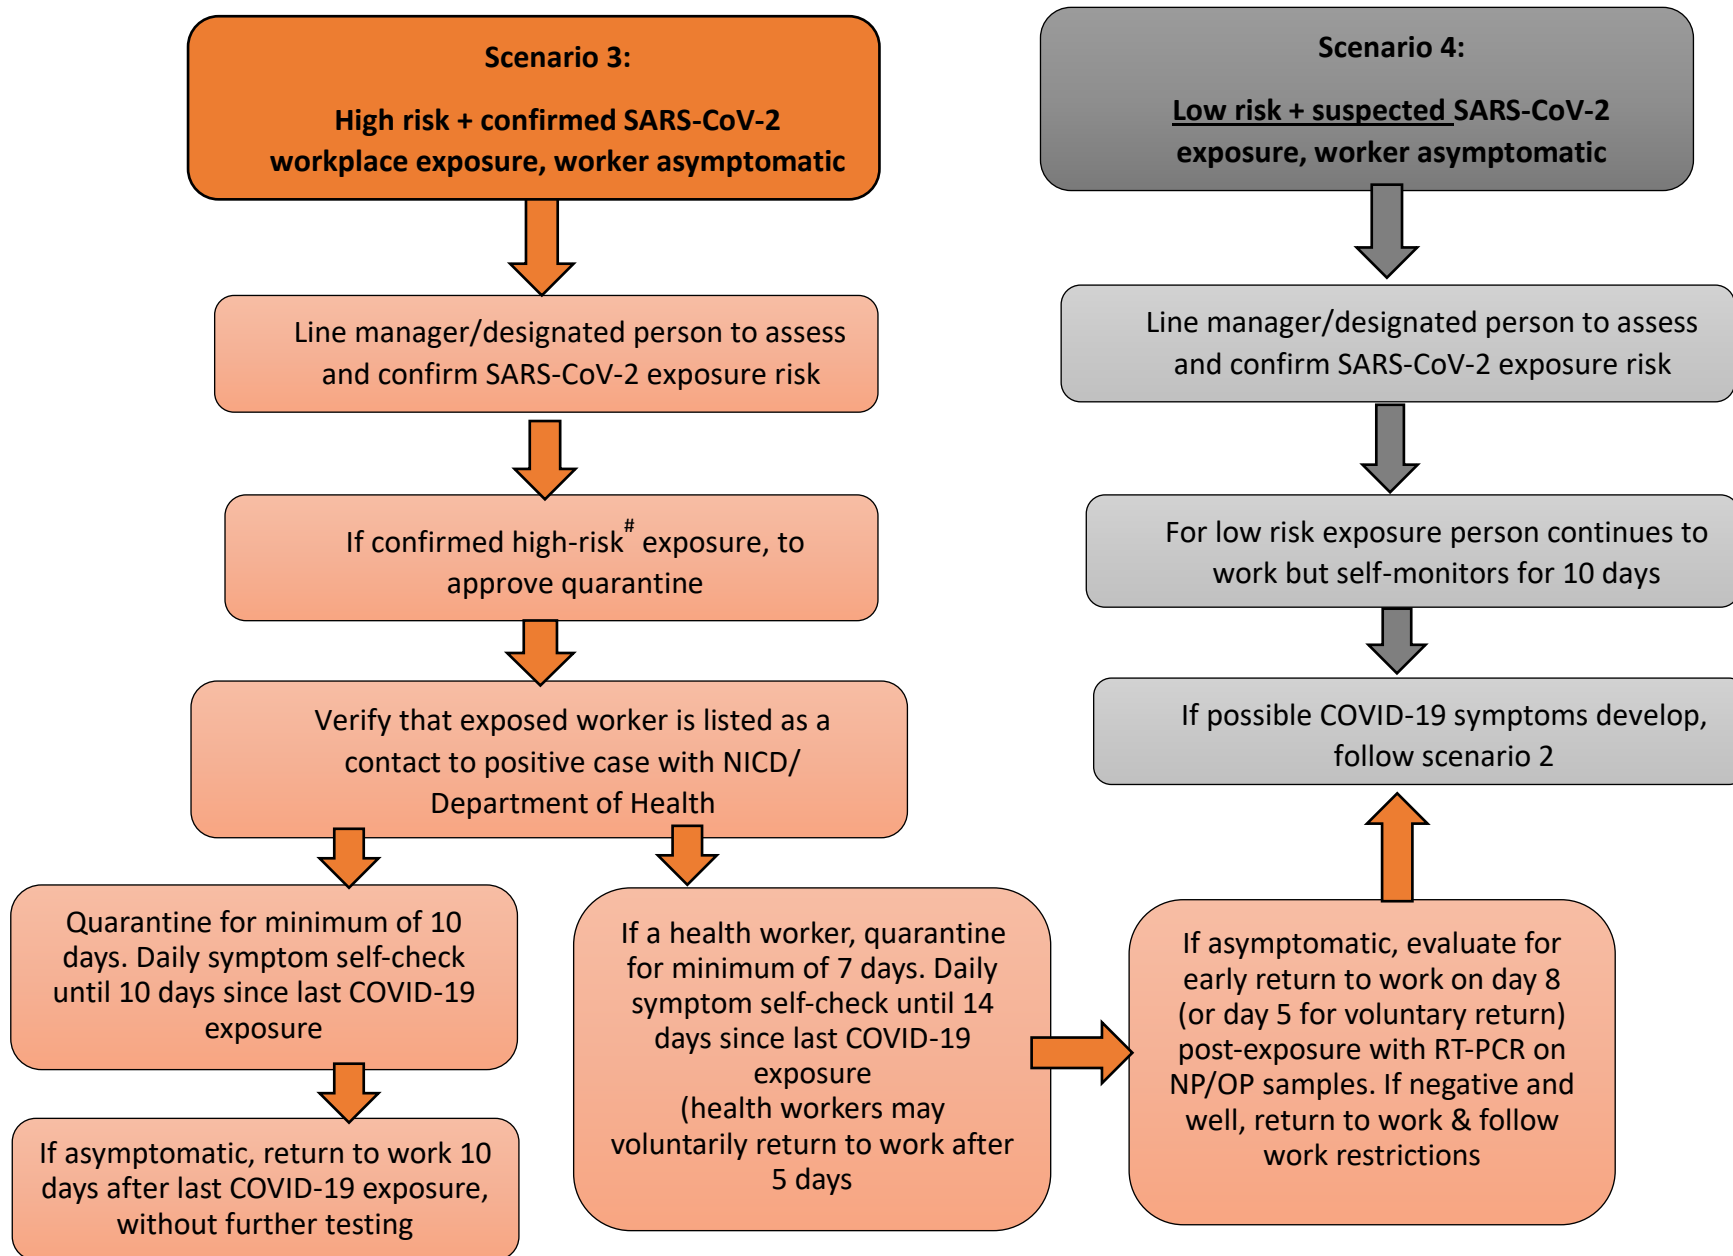 Scenario 3:
High risk + confirmed SARS-CoV-2
workplace exposure, worker asymptomatic
Line manager/designated person to assess
and confirm SARS-CoV-2 exposure risk
If confirmed high-risk# exposure, to
approve quarantine
Verify that exposed worker is listed as a
contact to positive case with NICD/
Department of Health
Quarantine for minimum of 10
days. Daily symptom self-check
until 10 days since last COVID-19
exposure
If asymptomatic, return to work 10
days after last COVID-19 exposure,
without further testing
If a health worker, quarantine
for minimum of 7 days. Daily
symptom self-check until 14
days since last COVID-19
exposure
(health workers may
voluntarily return to work after
5 days
If asymptomatic, evaluate for
early return to work on day 8
(or day 5 for voluntary return)
post-exposure with RT-PCR on
NP/OP samples. If negative and
well, return to work & follow
work restrictions
Scenario 4:
Low risk + suspected SARS-CoV-2
exposure, worker asymptomatic
Line manager/designated person to assess
and confirm SARS-CoV-2 exposure risk
For low risk exposure person continues to
work but self-monitors for 10 days
If possible COVID-19 symptoms develop,
follow scenario 2